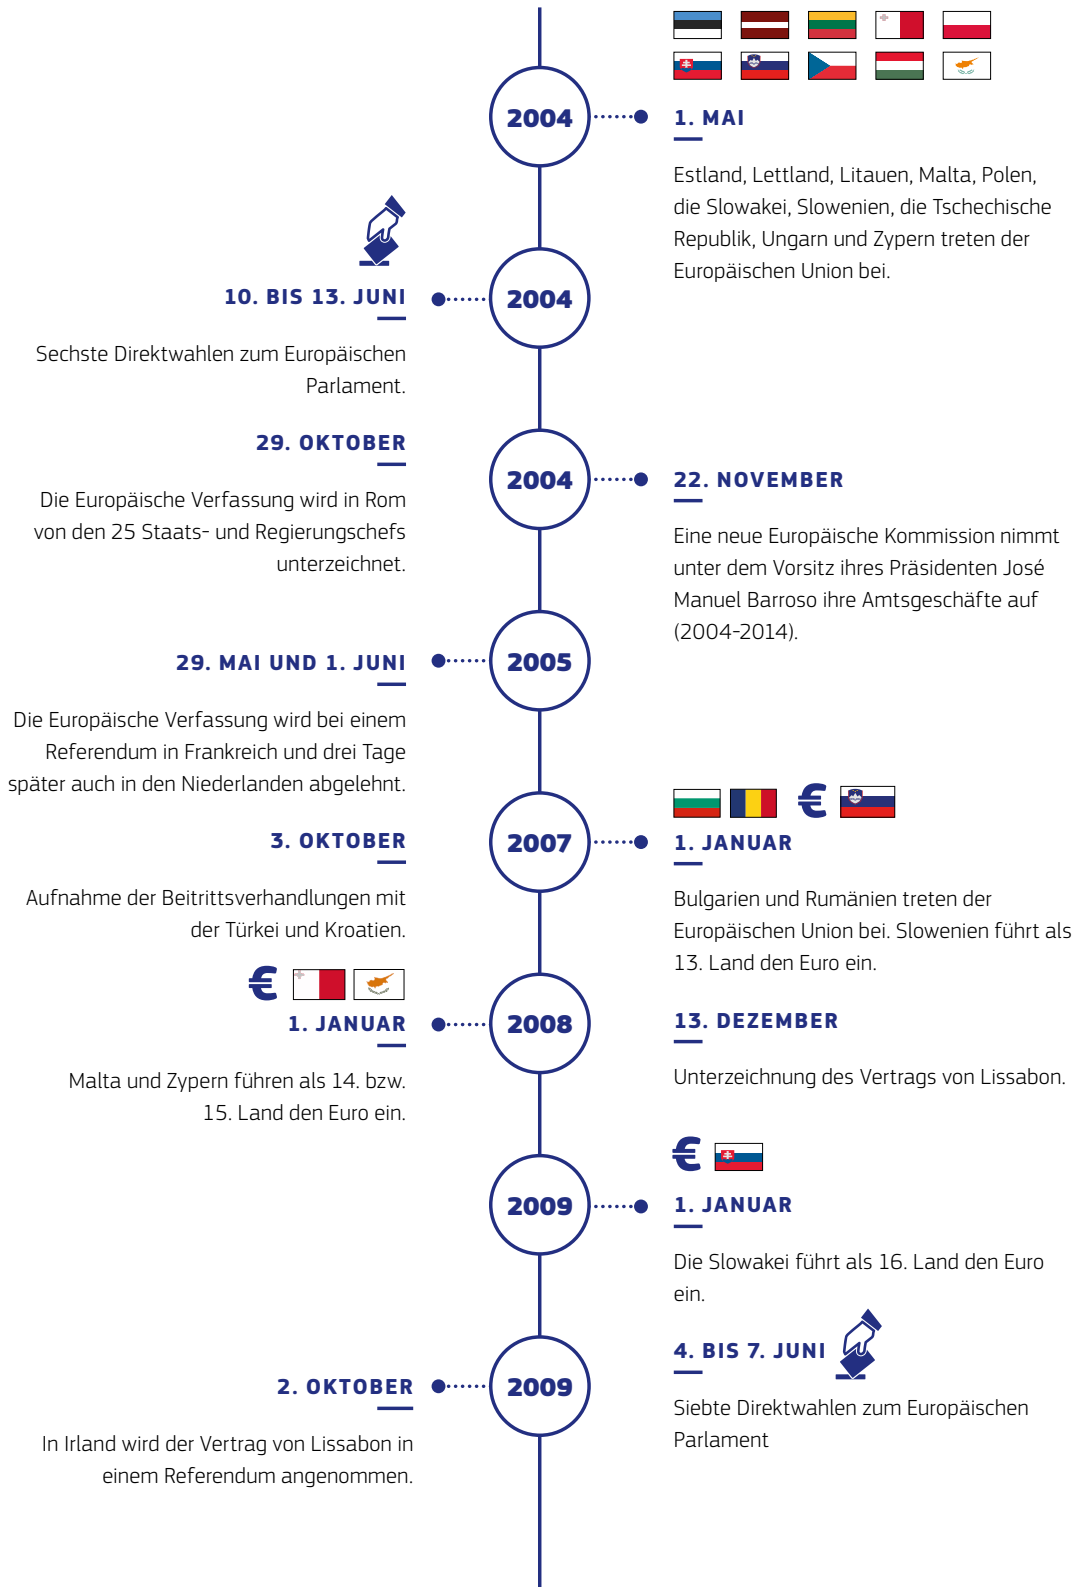 2004
1. MAI
Estland, Lettland, Litauen, Malta, Polen,
die Slowakei, Slowenien, die Tschechische
Republik, Ungarn und Zypern treten der
Europäischen Union bei.
2004
10. BIS 13. JUNI
Sechste Direktwahlen zum Europäischen
Parlament.
29. OKTOBER
Die Europäische Verfassung wird in Rom
von den 25 Staats- und Regierungschefs
unterzeichnet.
2004
22. NOVEMBER
Eine neue Europäische Kommission nimmt
unter dem Vorsitz ihres Präsidenten José
Manuel Barroso ihre Amtsgeschäfte auf
(2004-2014).
2005
29. MAI UND 1. JUNI
Die Europäische Verfassung wird bei einem
Referendum in Frankreich und drei Tage
später auch in den Niederlanden abgelehnt.
3. OKTOBER
Aufnahme der Beitrittsverhandlungen mit
der Türkei und Kroatien.
2007
€
1. JANUAR
Bulgarien und Rumänien treten der
Europäischen Union bei. Slowenien führt als
13. Land den Euro ein.
13. DEZEMBER
Unterzeichnung des Vertrags von Lissabon.
2008
€
1. JANUAR
Malta und Zypern führen als 14. bzw.
15. Land den Euro ein.
2009
€
1. JANUAR
Die Slowakei führt als 16. Land den Euro
ein.
4. BIS 7. JUNI
Siebte Direktwahlen zum Europäischen
Parlament
2009
2. OKTOBER
In Irland wird der Vertrag von Lissabon in
einem Referendum angenommen.